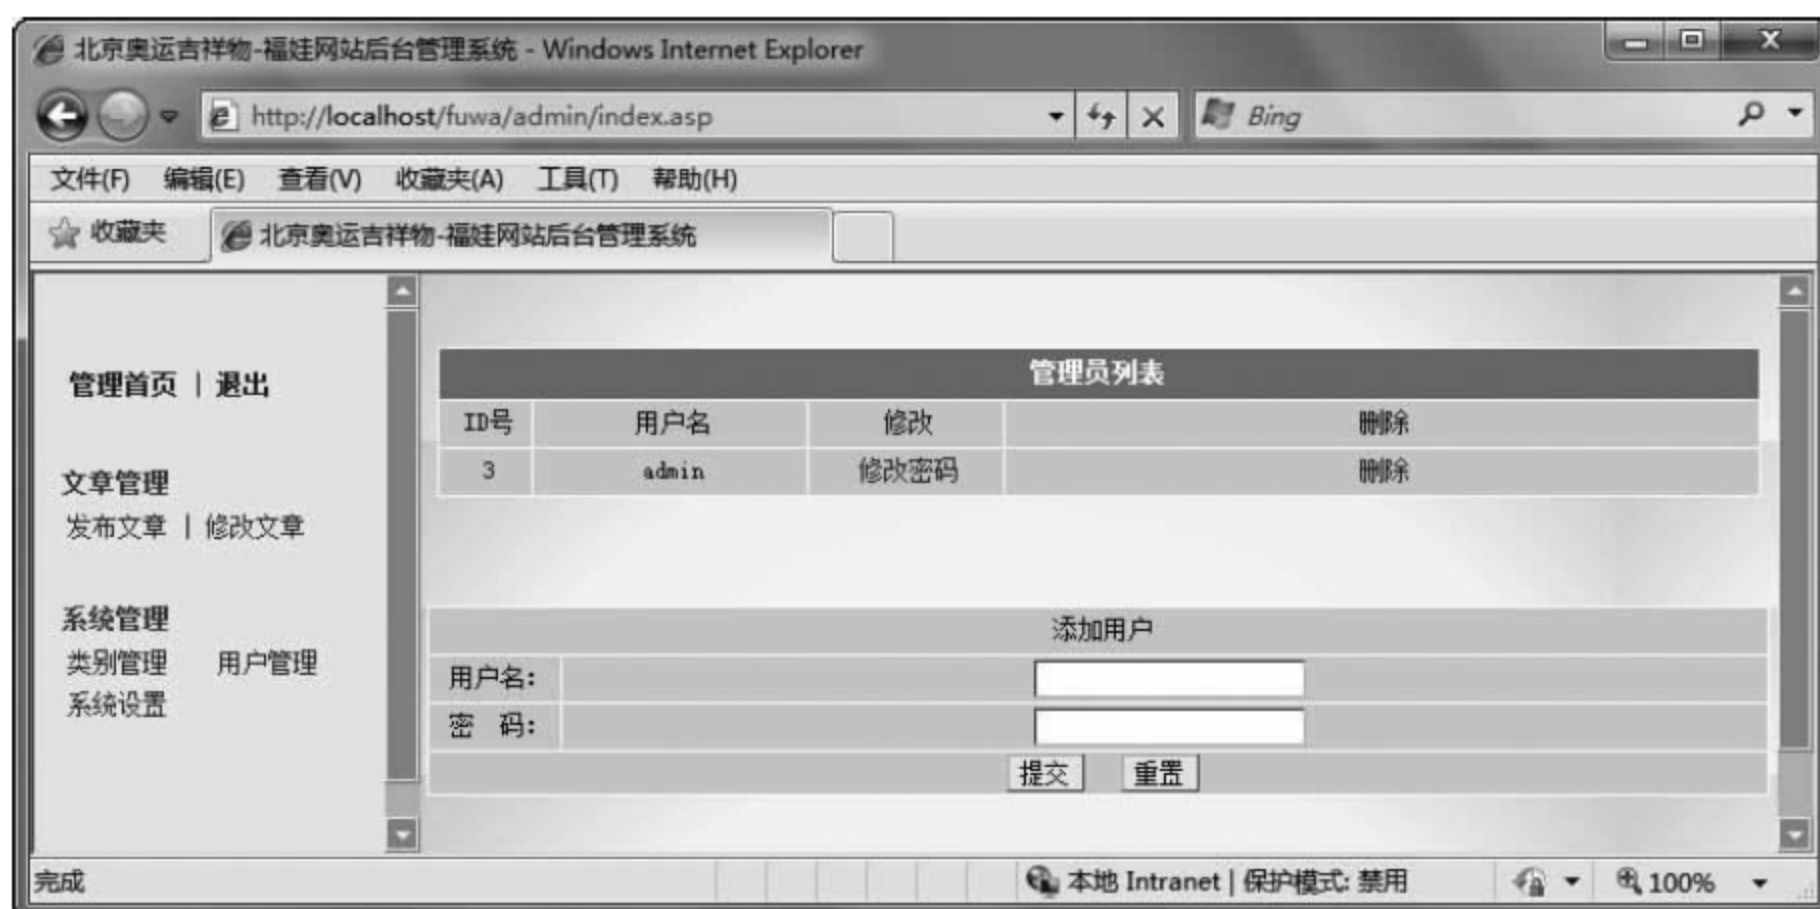 北京奥运吉祥物-福娃网站后台管理系统 - Windows Internet Explorer
http://localhost/fuwa/admin/index.asp
Bing
文件(F) 编辑(E) 查看(V) 收藏夹(A) 工具(T) 帮助(H)
收藏夹 北京奥运吉祥物-福娃网站后台管理系统
管理首页 | 退出
文章管理
发布文章 | 修改文章
系统管理
类别管理 用户管理
系统设置
管理员列表
ID号 用户名 修改 删除
3 admin 修改密码 删除
添加用户
用户名:
密 码:
提交 重置
完成 本地 Intranet | 保护模式: 禁用 100%